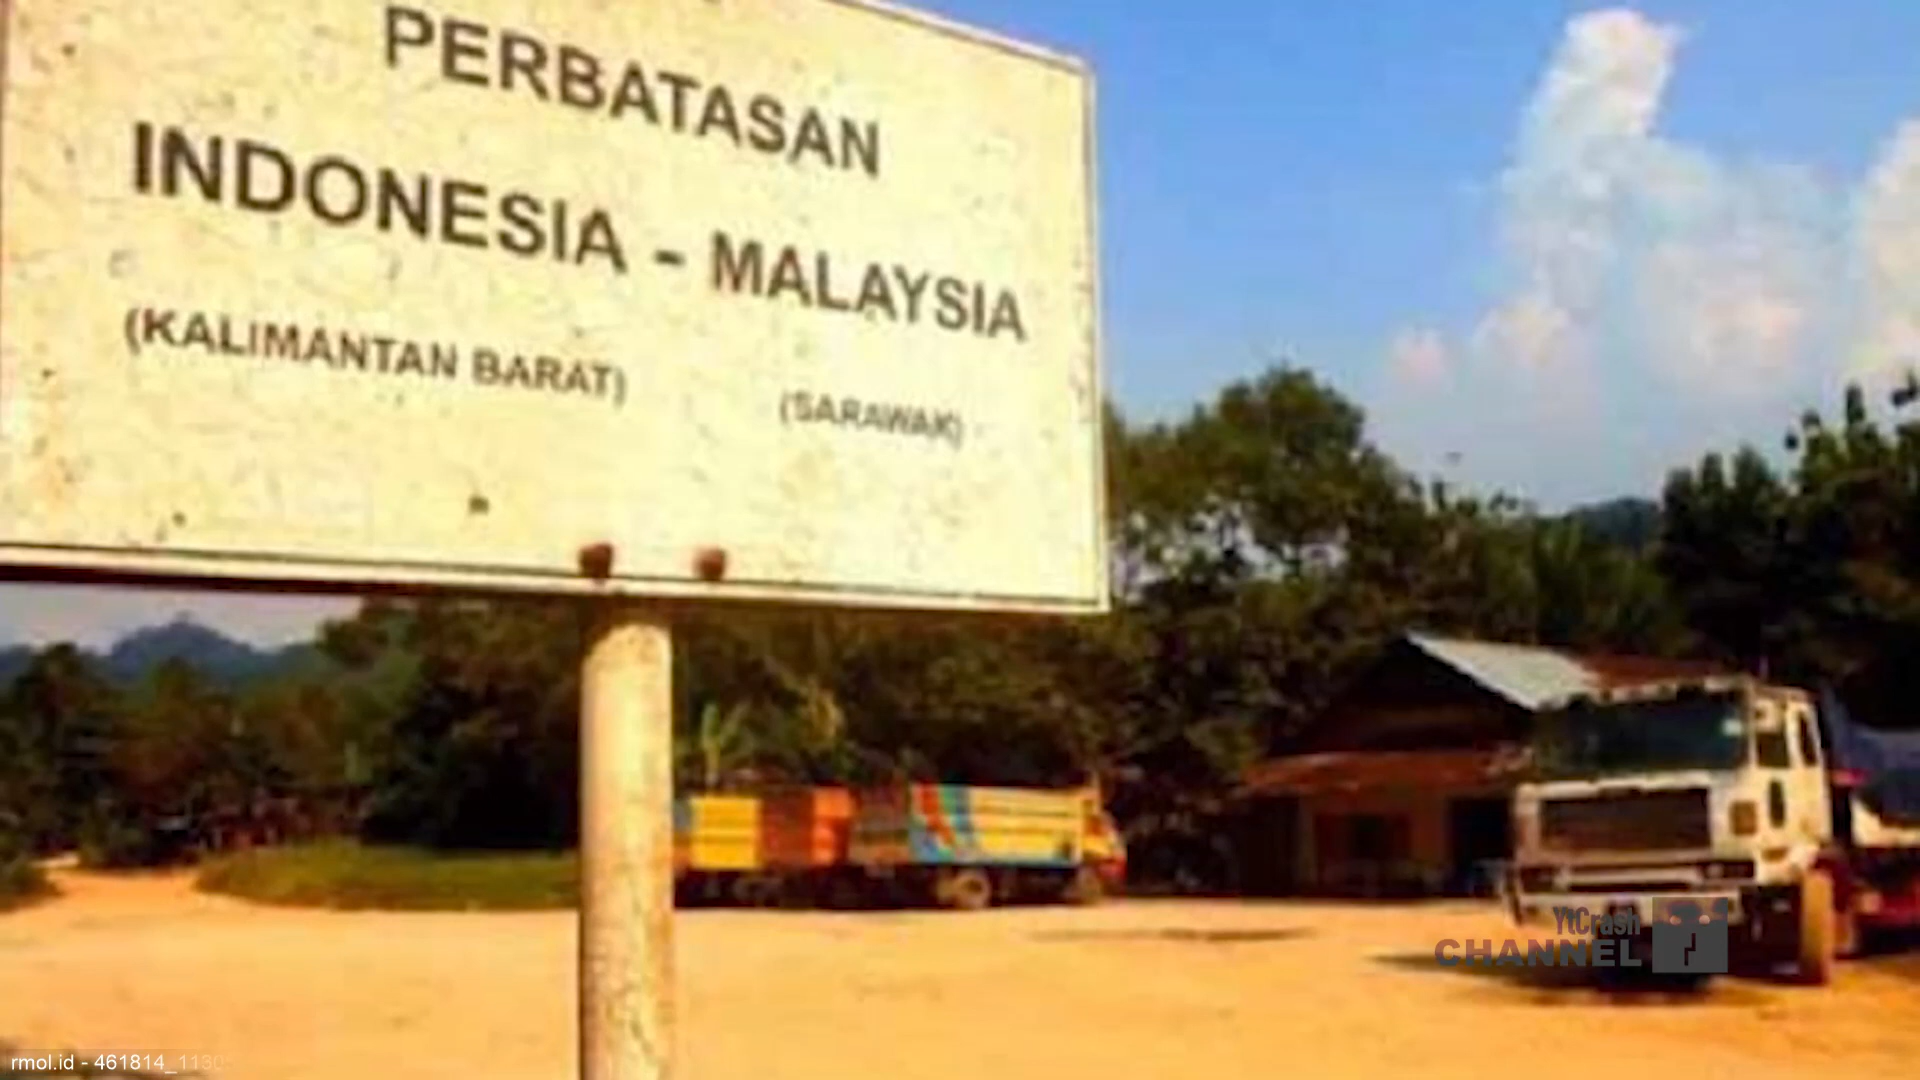 PERBATASAN
INDONESIA - MALAYSIA
(KALIMANTAN BARAT) (SARAWAK)
YtCrash
CHANNEL
rmol.id - 461814_1130